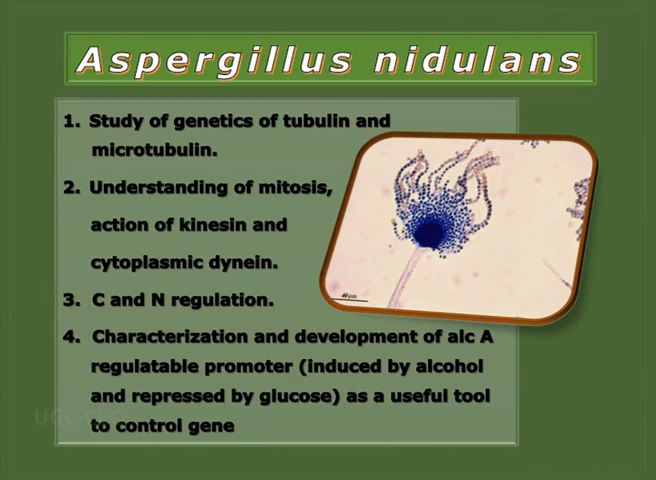 Aspergillus nidulans
1. Study of genetics of tubulin and
microtubulin.
2. Understanding of mitosis,
action of kinesin and
cytoplasmic dynein.
3. C and N regulation.
4. Characterization and development of alc A
regulatable promoter (induced by alcohol
and repressed by glucose) as a useful tool
to control gene